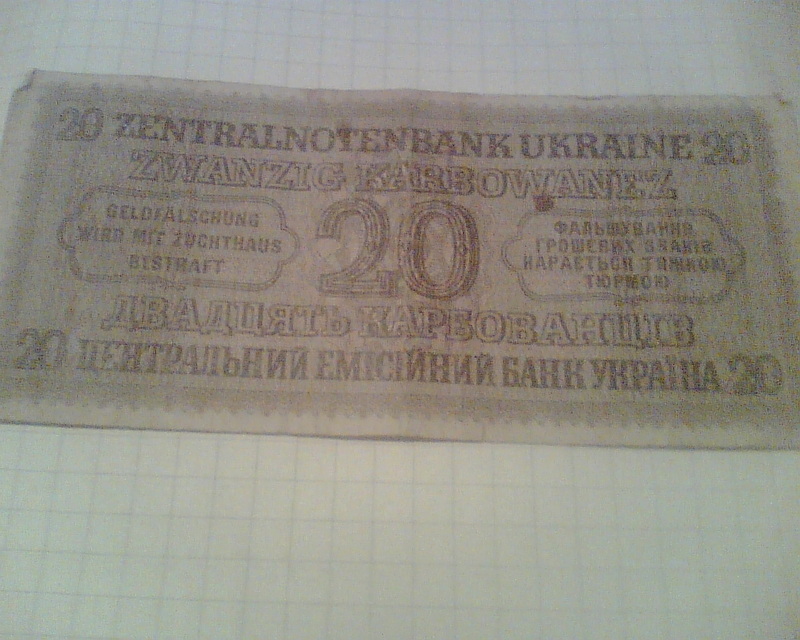 20 ZENTRALNOTENBANK UKRAINE 20
ZWANZIG KARBOWANEZ
GELDFÄLSCHUNG
WIRD MIT ZUCHTHAUS
BESTRAFT
20
ФАЛЬШУВАННЯ
ГРОШЕВИХ ЗНАКІВ
КАРАЄТЬСЯ ТЯЖКОЮ
ТЮРМОЮ
ДВАДЦЯТЬ КАРБОВАНЦІВ
20 ЦЕНТРАЛЬНИЙ ЕМІСІЙНИЙ БАНК УКРАЇНА 20